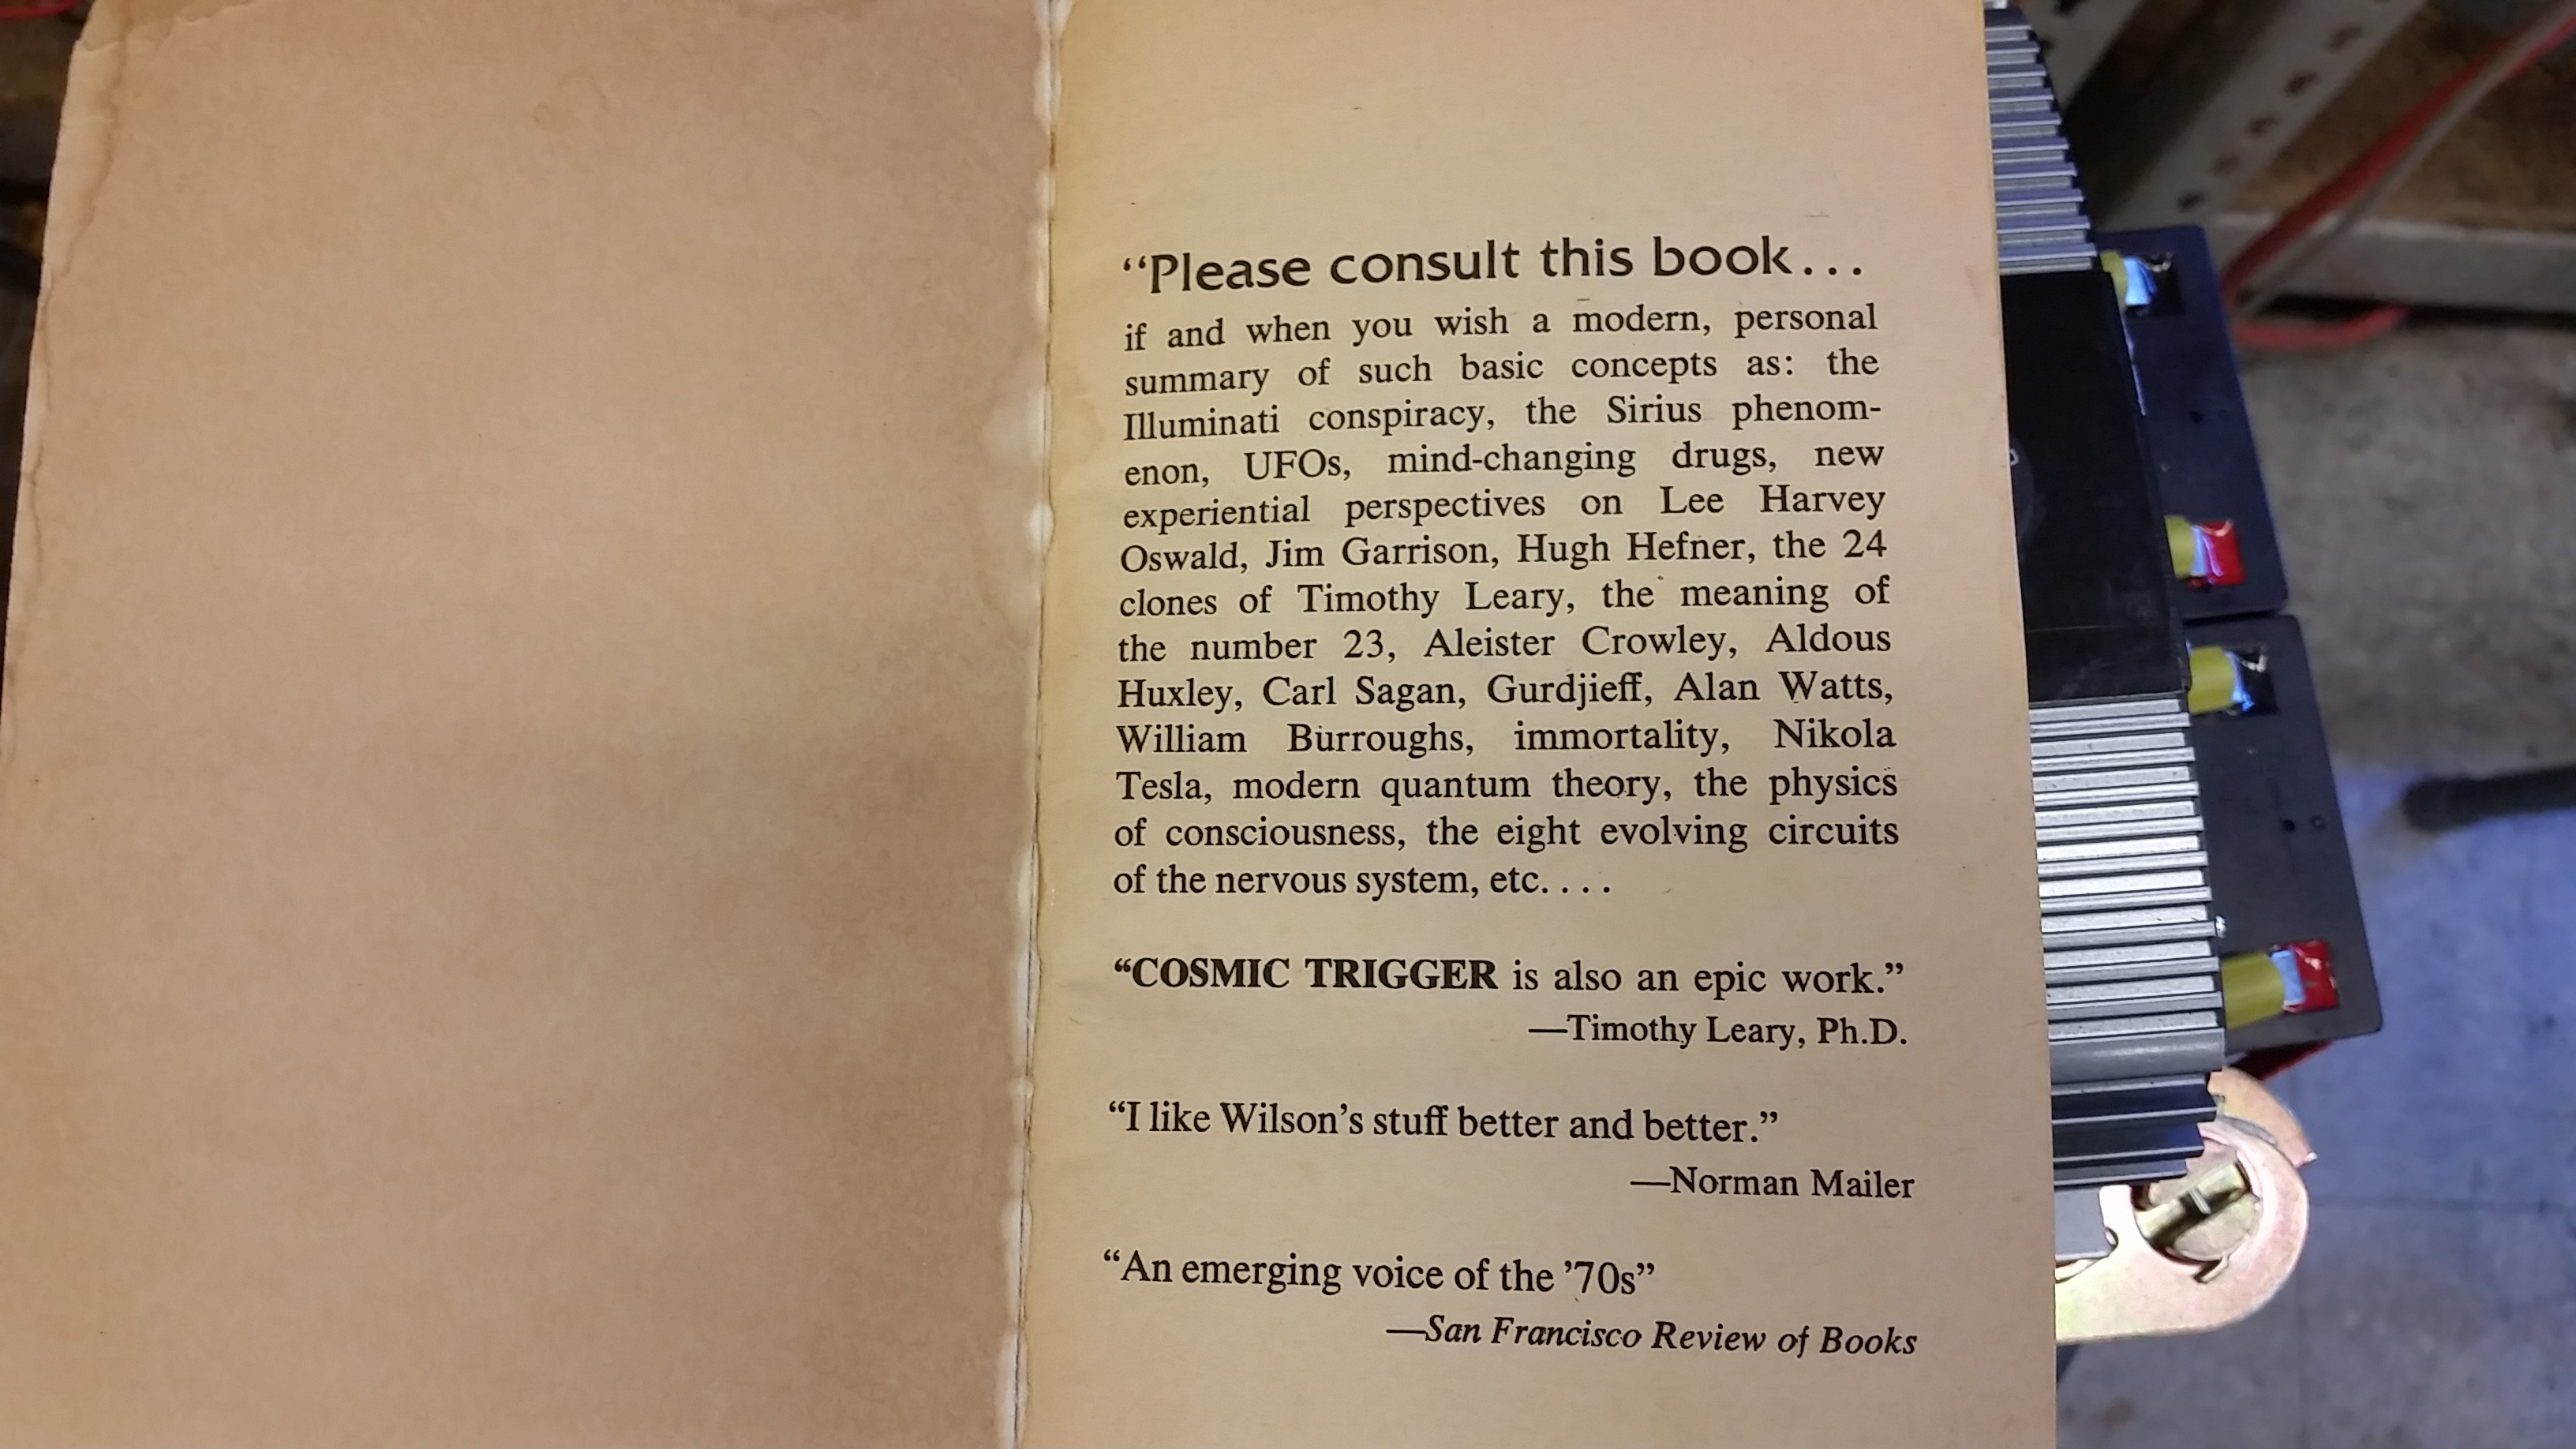 “Please consult this book...
if and when you wish a modern, personal
summary of such basic concepts as: the
Illuminati conspiracy, the Sirius phenom-
enon, UFOs, mind-changing drugs, new
experiential perspectives on Lee Harvey
Oswald, Jim Garrison, Hugh Hefner, the 24
clones of Timothy Leary, the meaning of
the number 23, Aleister Crowley, Aldous
Huxley, Carl Sagan, Gurdjieff, Alan Watts,
William Burroughs, immortality, Nikola
Tesla, modern quantum theory, the physics
of consciousness, the eight evolving circuits
of the nervous system, etc. . . .
“COSMIC TRIGGER is also an epic work.”
—Timothy Leary, Ph.D.
“I like Wilson’s stuff better and better.”
—Norman Mailer
“An emerging voice of the ’70s”
—San Francisco Review of Books